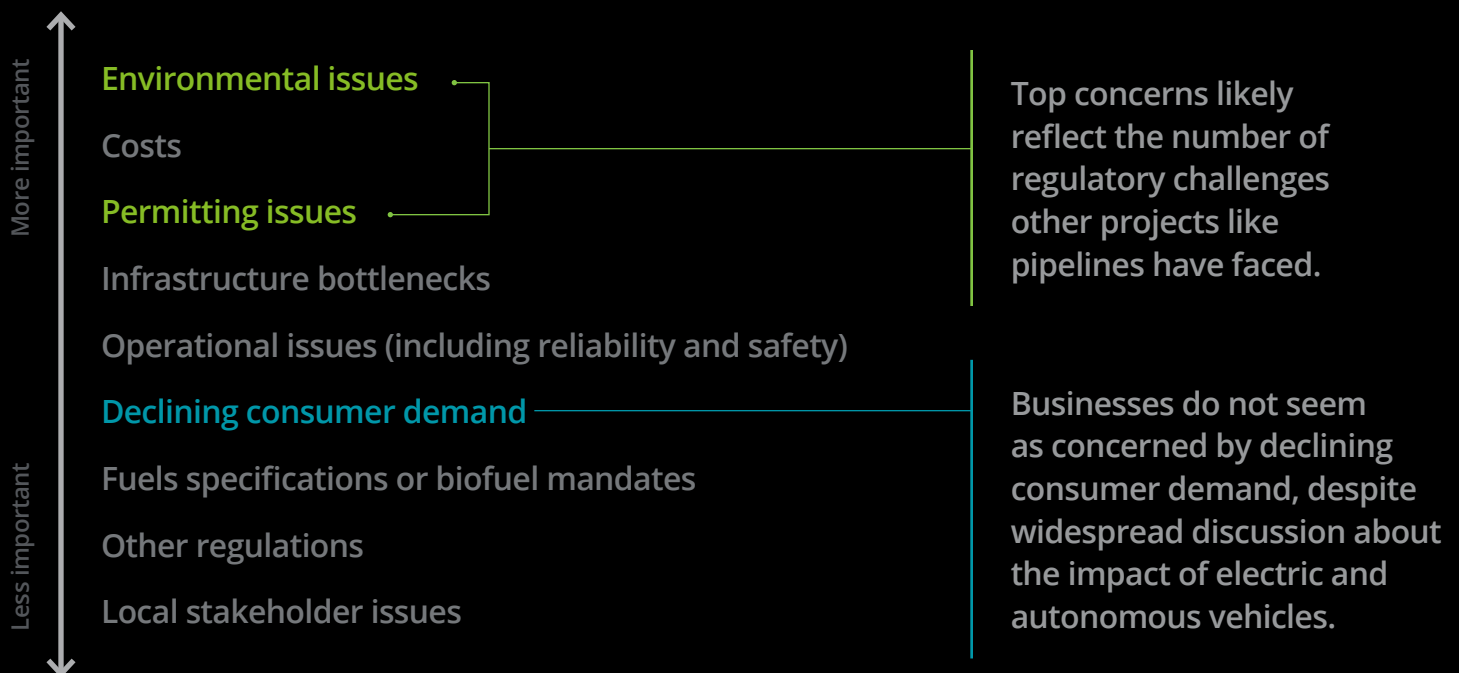 More important
Less important
Environmental issues
Costs
Permitting issues
Infrastructure bottlenecks
Operational issues (including reliability and safety)
Declining consumer demand
Fuels specifications or biofuel mandates
Other regulations
Local stakeholder issues
Top concerns likely
reflect the number of
regulatory challenges
other projects like
pipelines have faced.
Businesses do not seem
as concerned by declining
consumer demand, despite
widespread discussion about
the impact of electric and
autonomous vehicles.